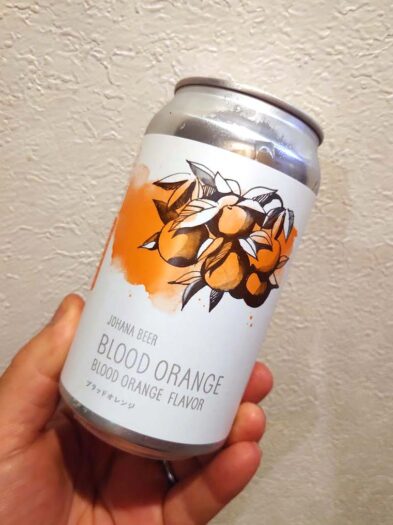 JOHANA BEER
BLOOD ORANGE
BLOOD ORANGE FLAVOR
ブラッドオレンジ